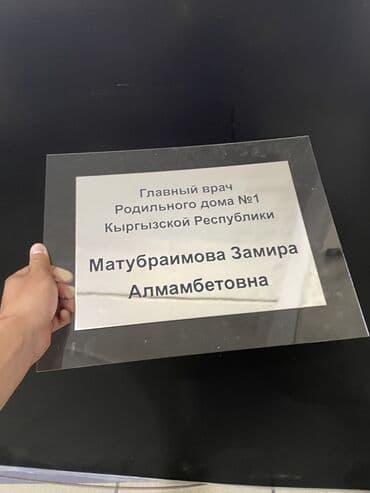 Главный врач
Родильного дома №1
Кыргызской Республики
Матубраимова Замира
Алмамбетовна